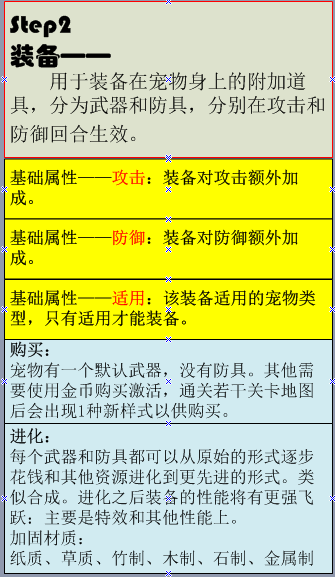 Step2
装备——
用于装备在宠物身上的附加道
具，分为武器和防具，分别在攻击和
防御回合生效。
基础属性——攻击：装备对攻击额外加
成。
基础属性——防御：装备对防御额外加
成。
基础属性——适用：该装备适用的宠物类
型，只有适用才能装备。
购买：
宠物有一个默认武器，没有防具。其他需
要使用金币购买激活，通关若干关卡地图
后会出现1种新样式以供购买。
进化：
每个武器和防具都可以从原始的形式逐步
花钱和其他资源进化到更先进的形式。类
似合成。进化之后装备的性能将有更强飞
跃：主要是特效和其他性能上。
加固材质：
纸质、草质、竹制、木制、石制、金属制